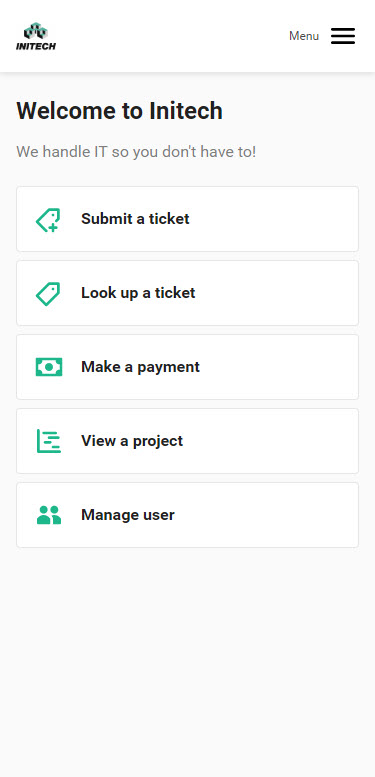 INITECH
Menu
Welcome to Initech
We handle IT so you don't have to!
Submit a ticket
Look up a ticket
Make a payment
View a project
Manage user